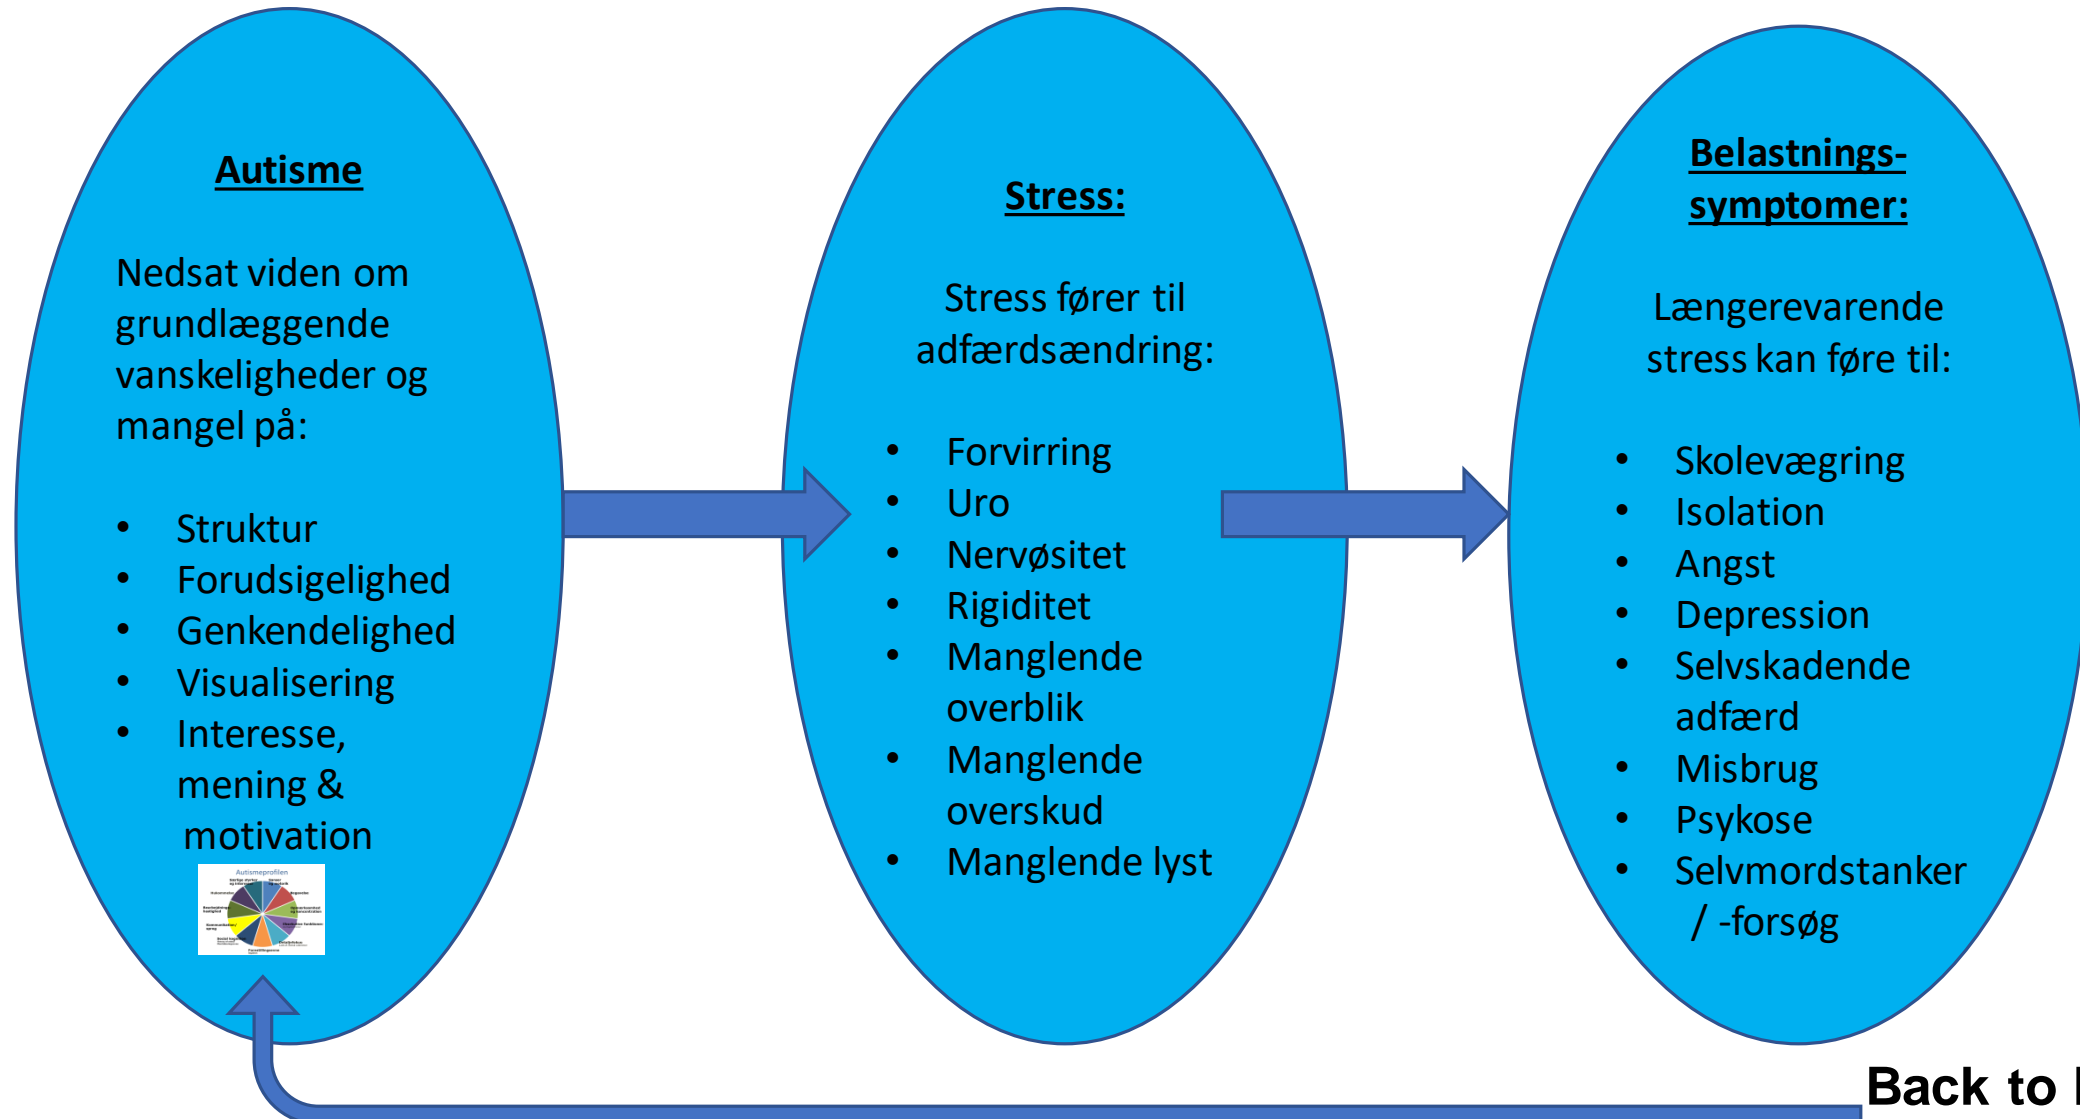 Autisme
Nedsat viden om
grundlæggende
vanskeligheder og
mangel på:
• Struktur
• Forudsigelighed
• Genkendelighed
• Visualisering
• Interesse,
mening &
motivation
Autismeprofilen
Stress:
Stress fører til
adfærdsændring:
• Forvirring
• Uro
• Nervøsitet
• Rigiditet
• Manglende
overblik
• Manglende
overskud
• Manglende lyst
Belastnings-
symptomer:
Længerevarende
stress kan føre til:
• Skolevægring
• Isolation
• Angst
• Depression
• Selvskadende
adfærd
• Misbrug
• Psykose
• Selvmordstanker
/ -forsøg
Back to